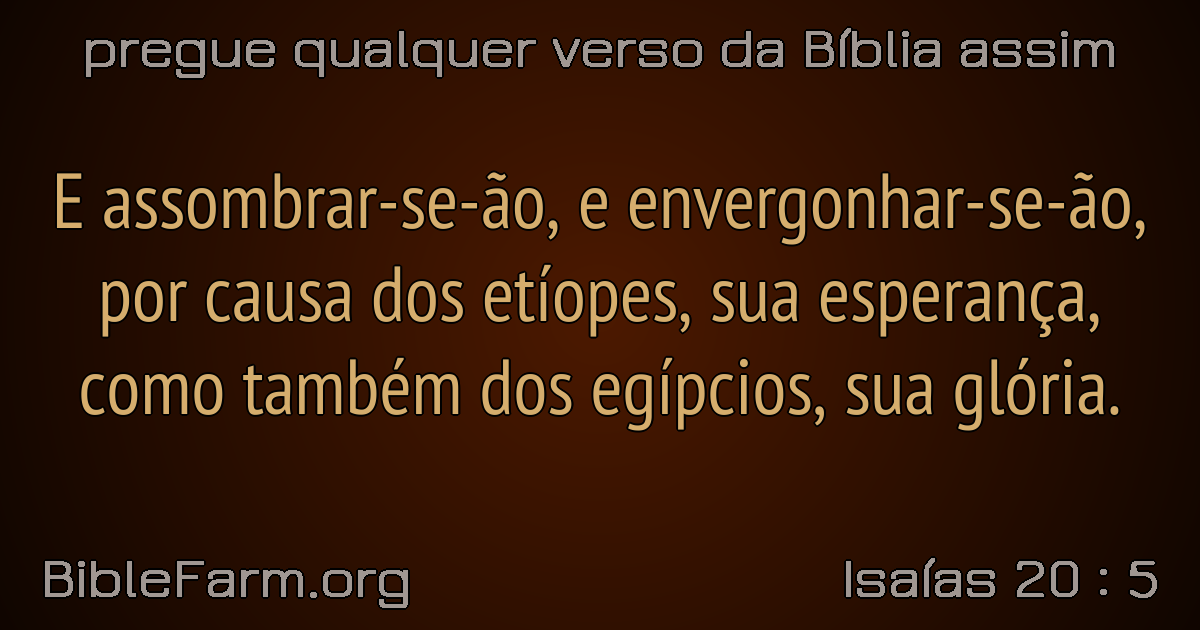 pregue qualquer verso da Bíblia assim
E assombrar-se-ão, e envergonhar-se-ão,
por causa dos etíopes, sua esperança,
como também dos egípcios, sua glória.
BibleFarm.org
Isaías 20 : 5